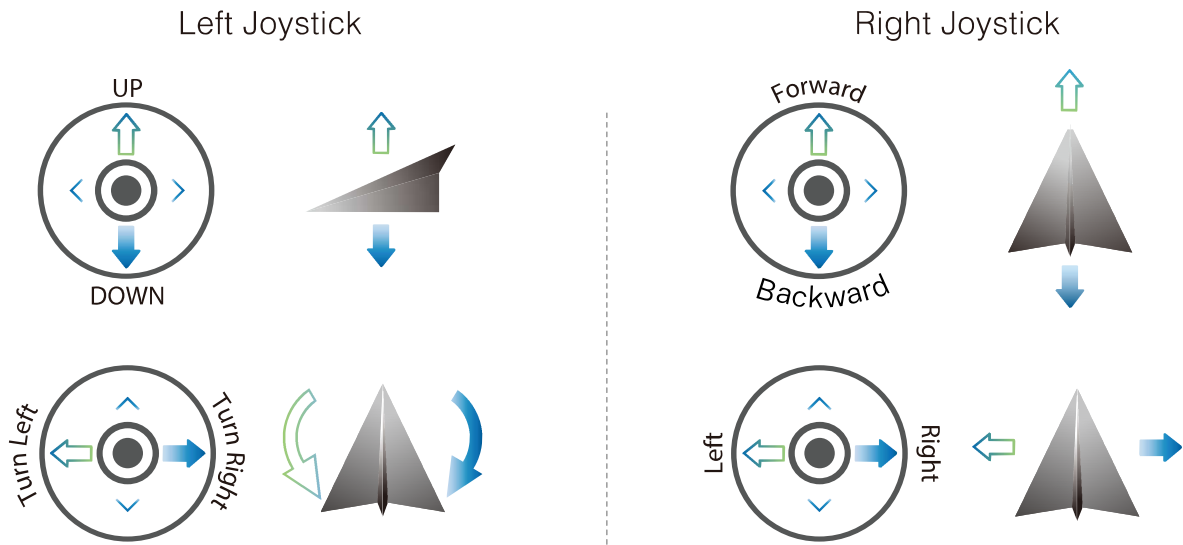 Left Joystick
Right Joystick
UP
DOWN
Forward
Backward
Turn Left
Turn Right
Left
Right